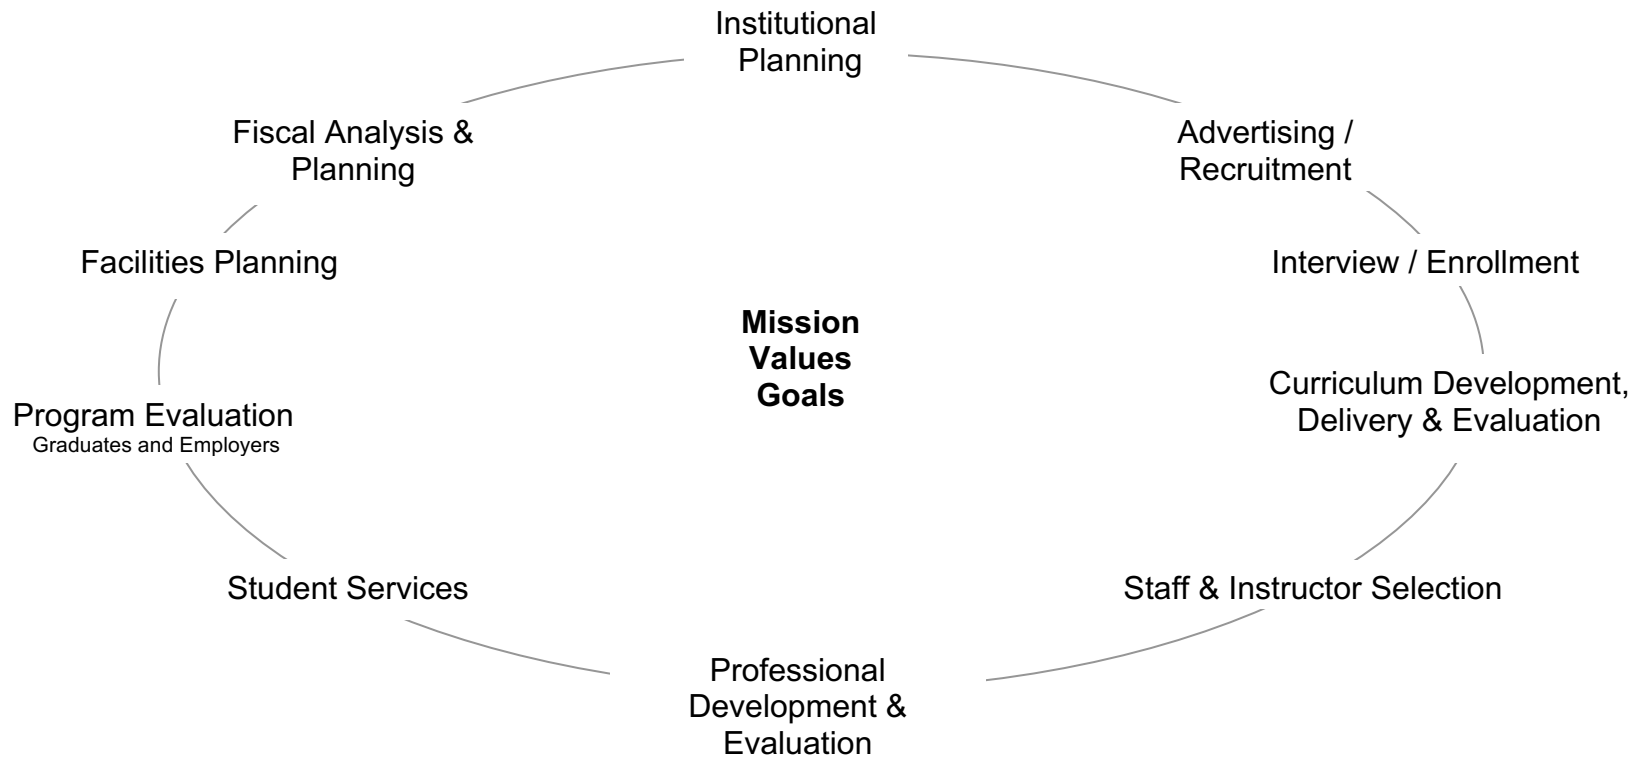 Institutional
Planning
Fiscal Analysis &
Planning
Advertising /
Recruitment
Facilities Planning
Interview / Enrollment
Mission
Values
Goals
Curriculum Development,
Delivery & Evaluation
Program Evaluation
Graduates and Employers
Student Services
Staff & Instructor Selection
Professional
Development &
Evaluation